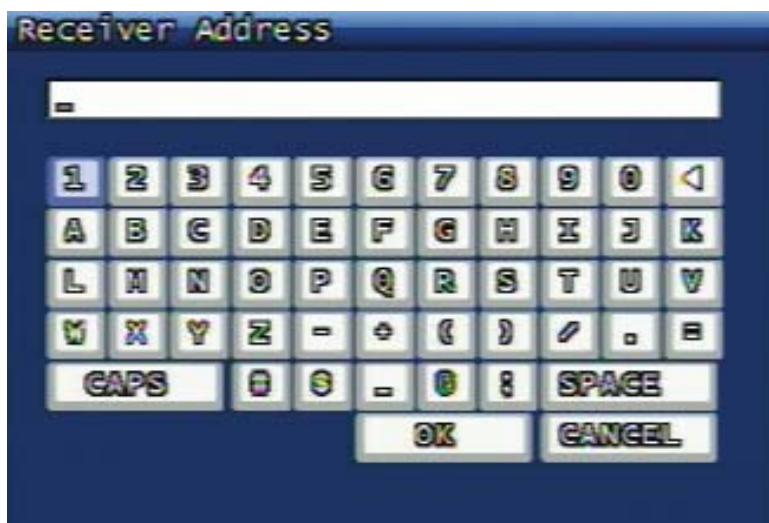 Receiver Address
_
1 2 3 4 5 6 7 8 9 0
A B C D E F G H I J K
L M N O P Q R S T U V
W X Y Z - + ( ) / . =
CAPS _ : SPACE
OK CANCEL